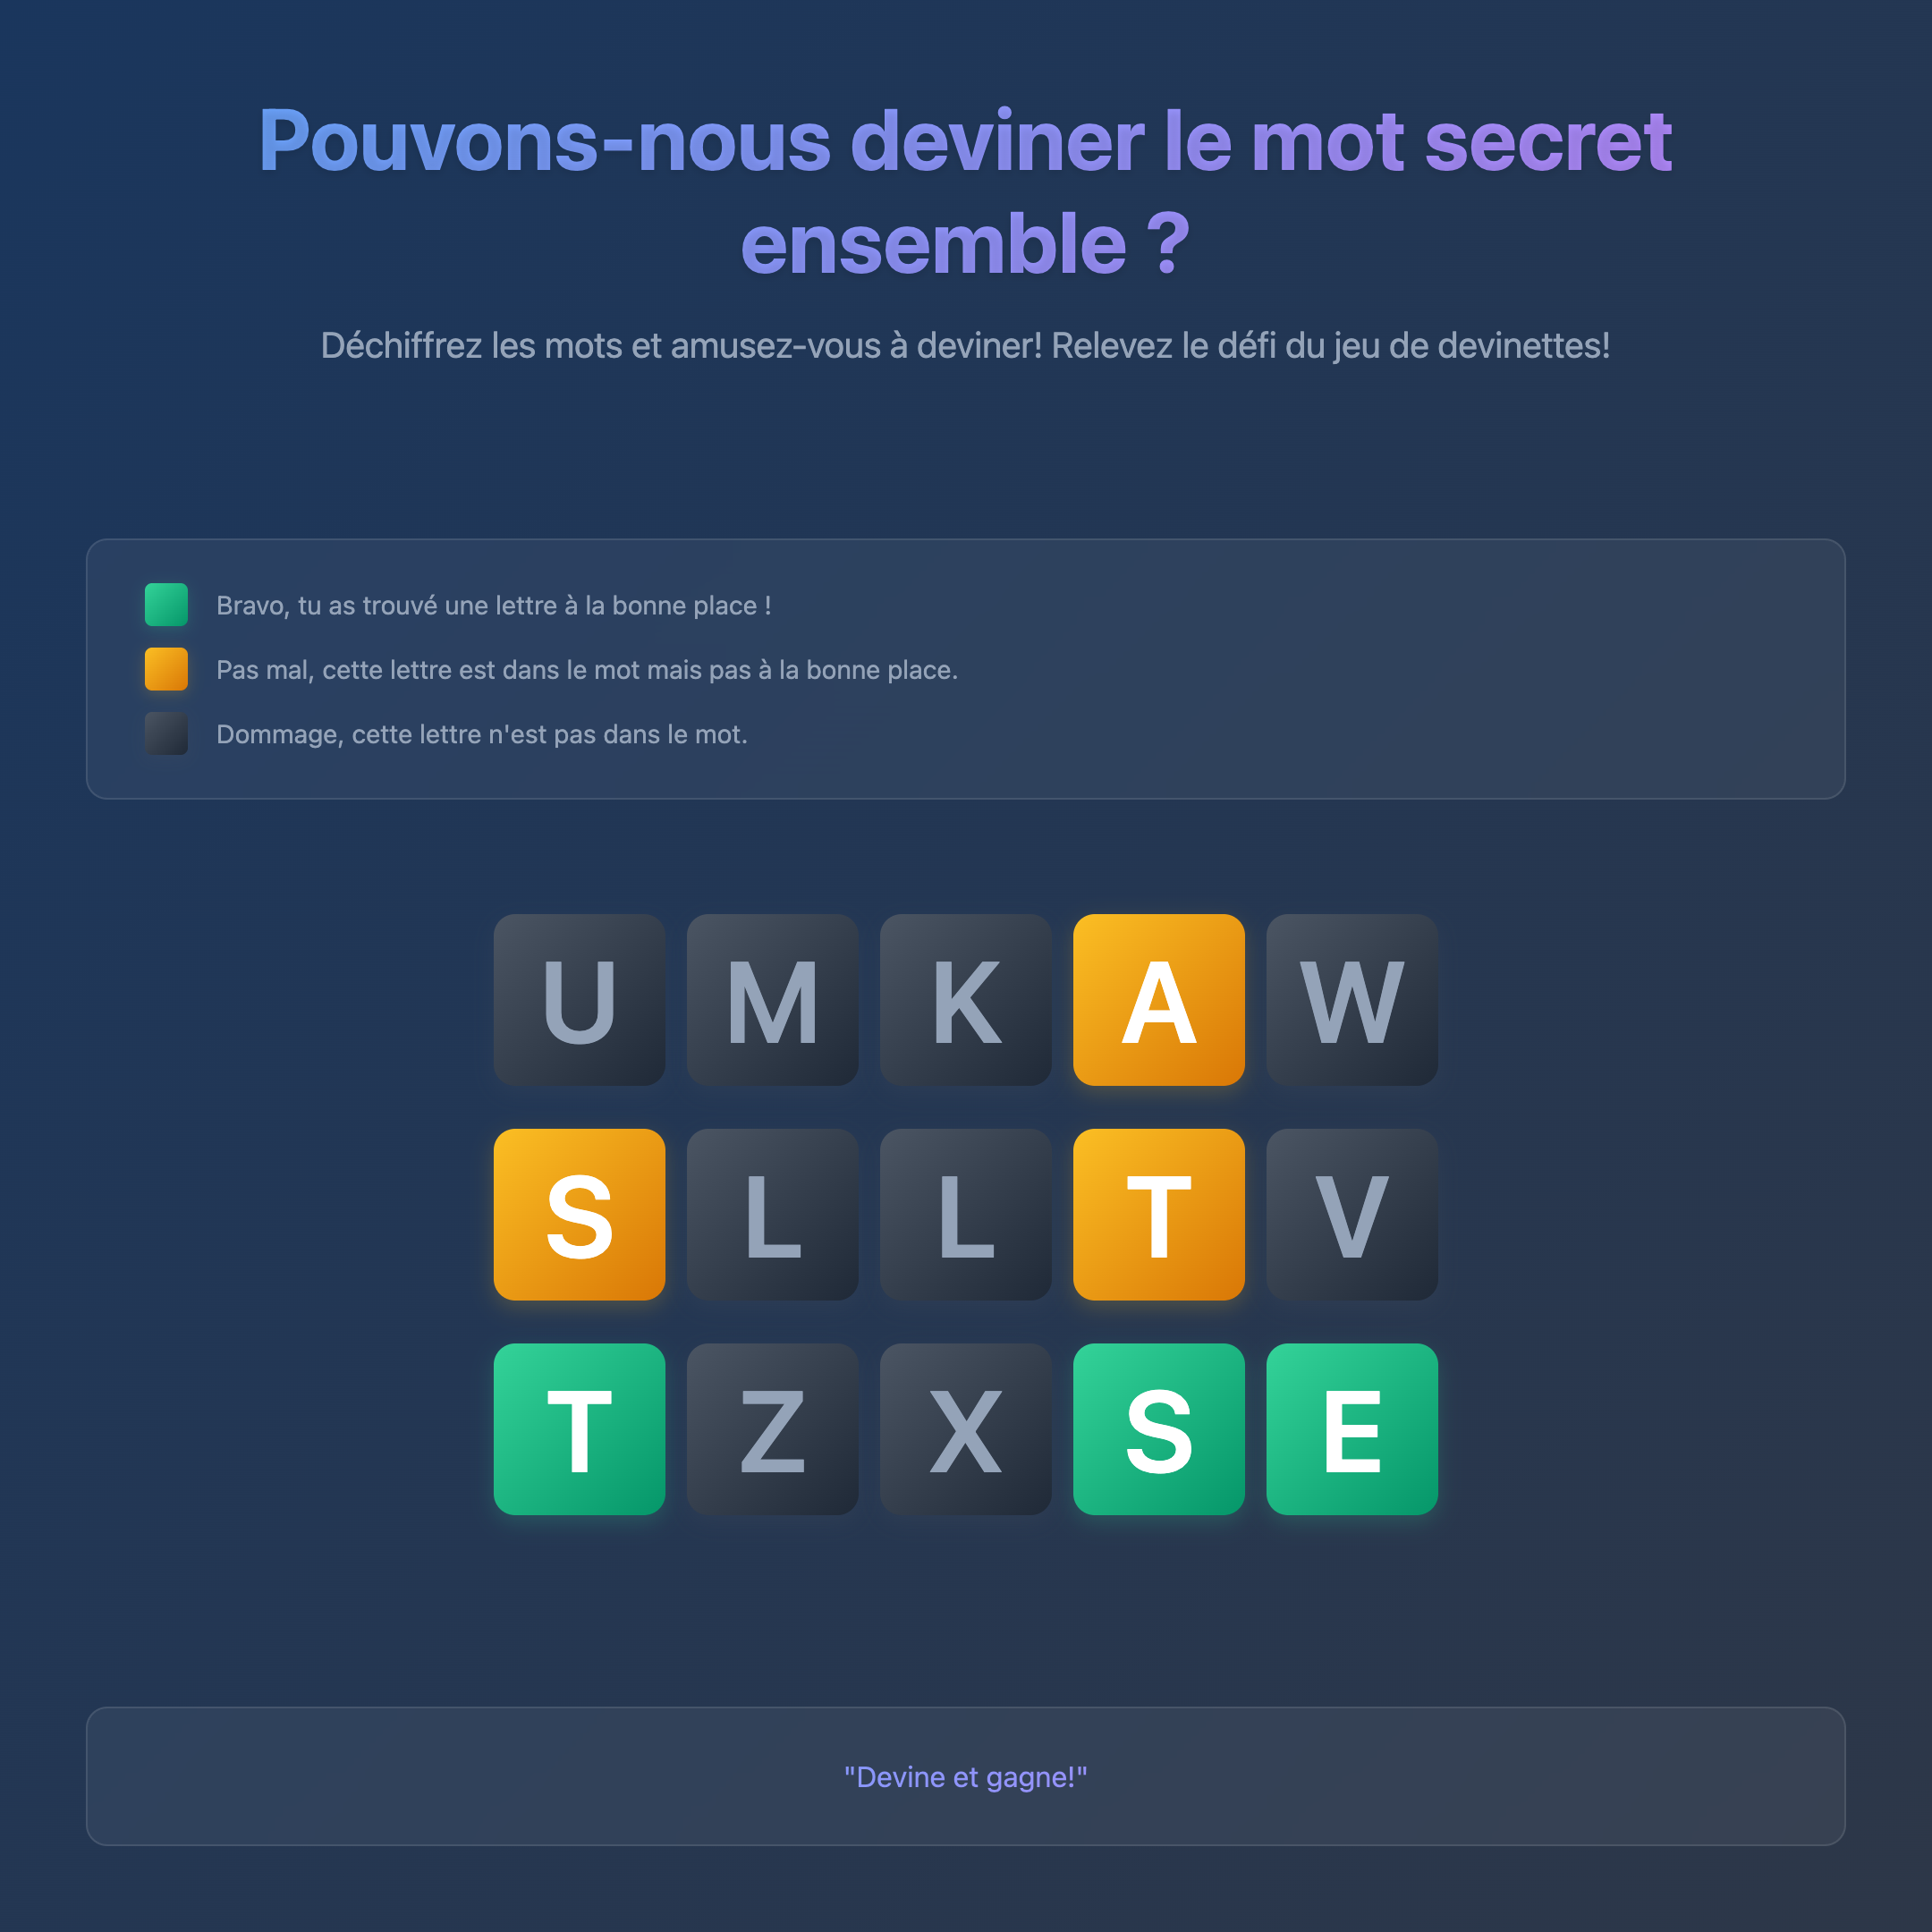 Pouvons-nous deviner le mot secret
ensemble ?
Déchiffrez les mots et amusez-vous à deviner! Relevez le défi du jeu de devinettes!
Bravo, tu as trouvé une lettre à la bonne place !
Pas mal, cette lettre est dans le mot mais pas à la bonne place.
Dommage, cette lettre n'est pas dans le mot.
U M K A W
S L L T V
T Z X S E
"Devine et gagne!"